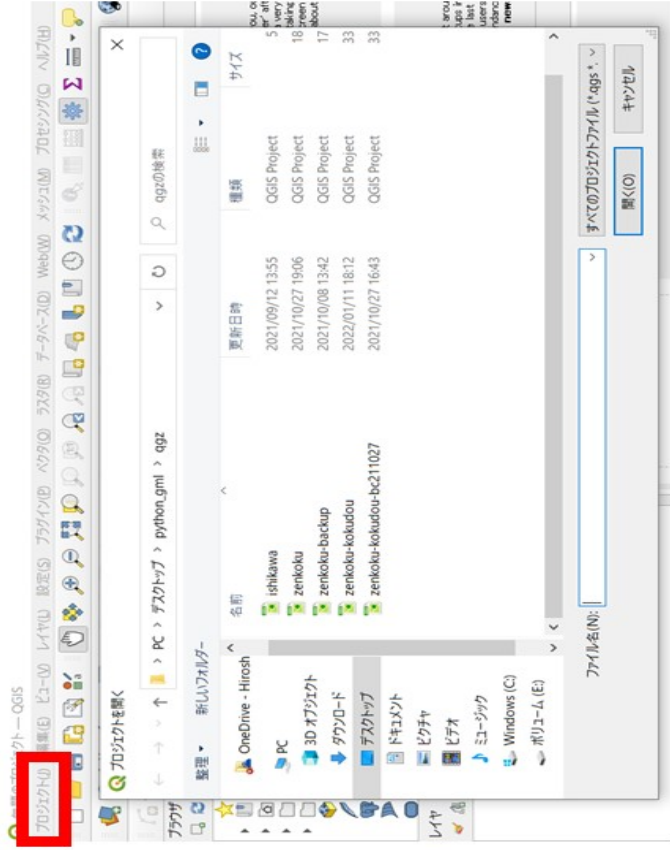 無題のプロジェクト — QGIS
プロジェクト(J) 編集(E) ビュー(V) レイヤ(L) 設定(S) プラグイン(P) ベクタ(O) ラスタ(R) データベース(D) Web(W) メッシュ(M) プロセシング(C) ヘルプ(H)
プロジェクトを開く
PC > デスクトップ > python_gml > qgz
qgzの検索
整理 新しいフォルダー
ブラウザ
レイヤ
OneDrive - Hirosh
PC
3D オブジェクト
ダウンロード
デスクトップ
ドキュメント
ピクチャ
ビデオ
ミュージック
Windows (C:)
ボリューム (E:)
名前 更新日時 種類 サイズ
ishikawa 2021/09/12 13:55 QGIS Project 5
zenkoku 2021/10/27 19:06 QGIS Project 18
zenkoku-backup 2021/10/08 13:42 QGIS Project 17
zenkoku-kokudou 2022/01/11 18:12 QGIS Project 33
zenkoku-kokudou-bc211027 2021/10/27 16:43 QGIS Project 33
ファイル名(N):
すべてのプロジェクトファイル (*.qgs *.
開く(O) キャンセル